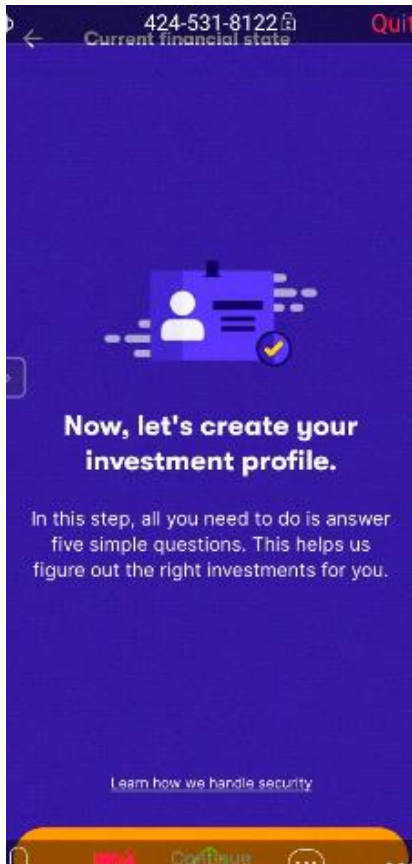 424-531-8122
Quit
Current financial state
Now, let's create your
investment profile.
In this step, all you need to do is answer
five simple questions. This helps us
figure out the right investments for you.
Learn how we handle security
Continue